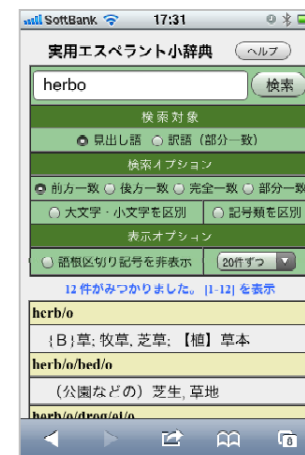 SoftBank 17:31
実用エスペラント小辞典 ヘルプ
herbo 検索
検索対象
見出し語 訳語（部分一致）
検索オプション
前方一致 後方一致 完全一致 部分一致
大文字・小文字を区別 記号類を区別
表示オプション
語根区切り記号を非表示 20件ずつ
12件がみつかりました。 [1-12] を表示
herb/o
{B}草; 牧草, 芝草; 【植】草本
herb/o/bed/o
（公園などの）芝生, 草地
herb/o/drog/ej/o